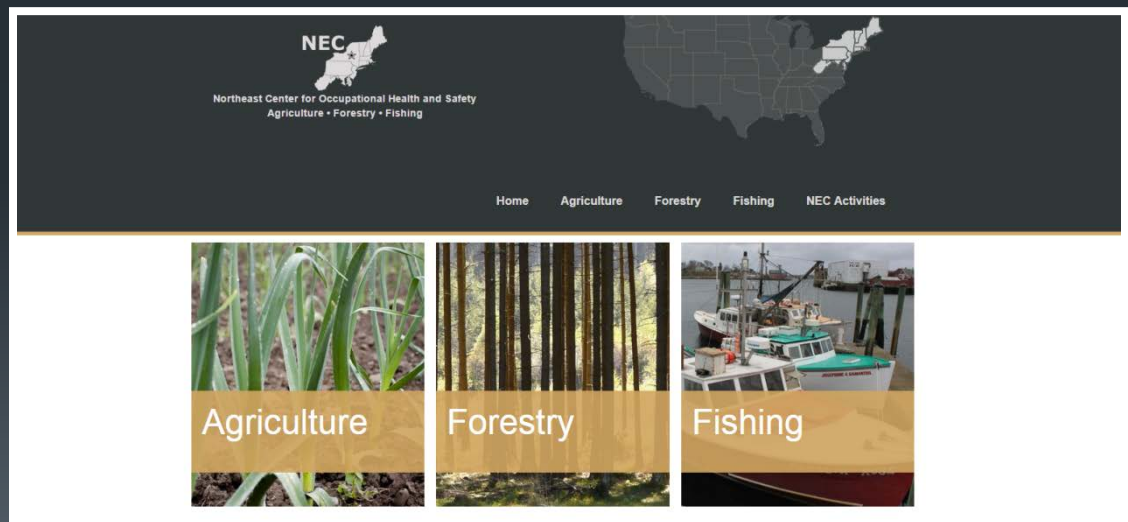 NEC
Northeast Center for Occupational Health and Safety
Agriculture • Forestry • Fishing
Home Agriculture Forestry Fishing NEC Activities
Agriculture Forestry Fishing